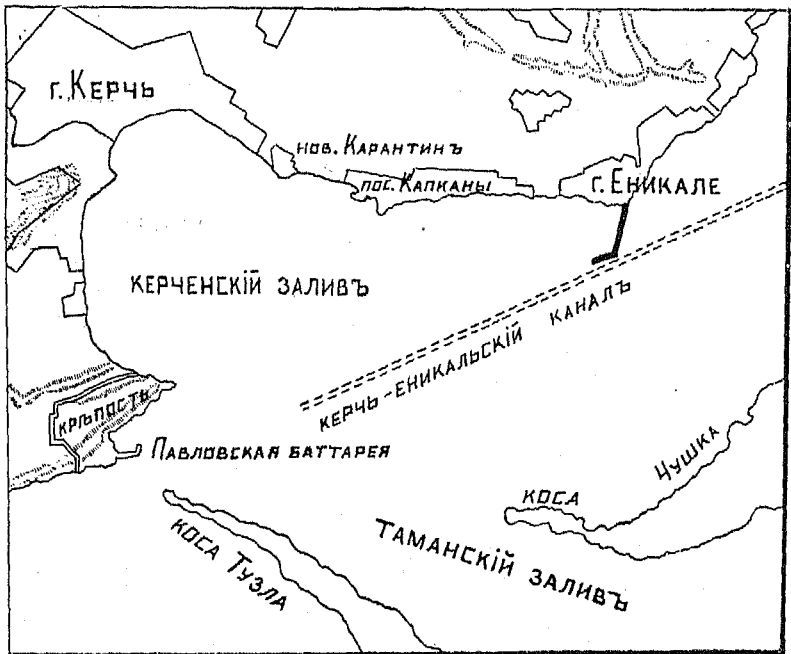 г. Керчь
нов. Карантинъ
пос. Капканы
г. Еникале
Керченскій заливъ
Керчь-Еникальскій каналъ
Крѣпость
Павловская баттарея
коса Чушка
коса Тузла
Таманскій заливъ